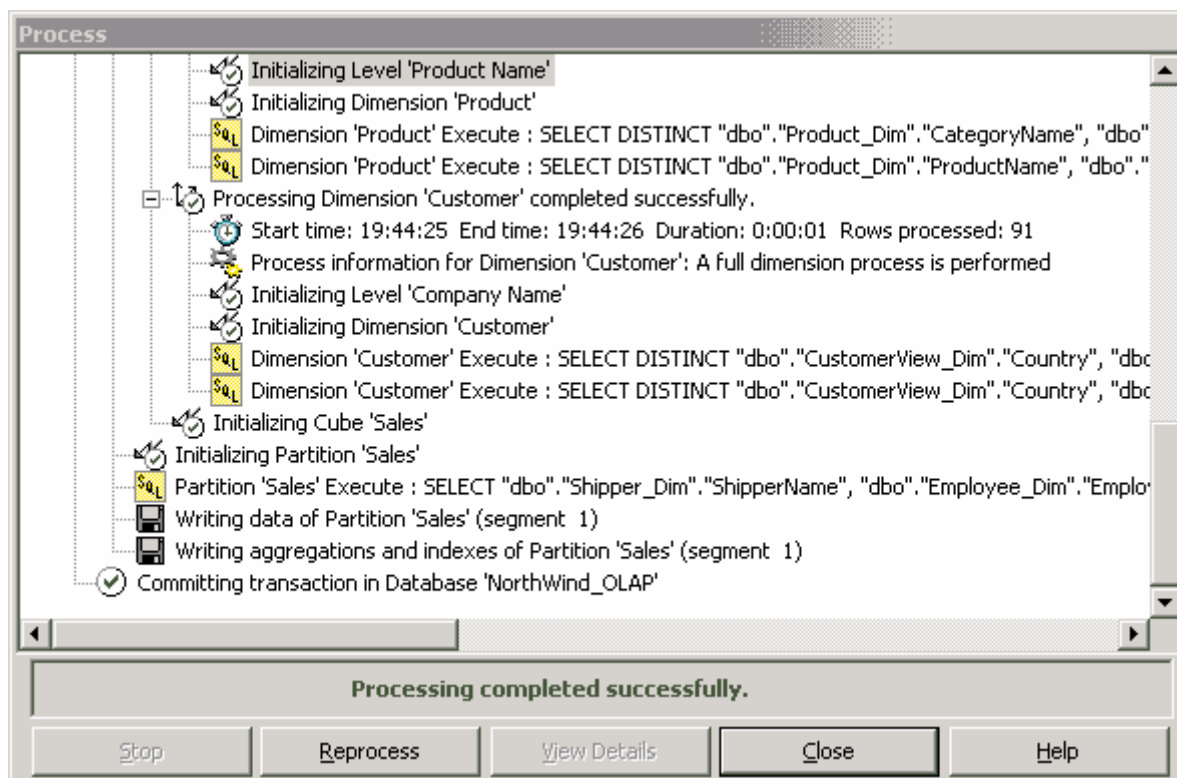 Process
Initializing Level 'Product Name'
Initializing Dimension 'Product'
SQL Dimension 'Product' Execute : SELECT DISTINCT "dbo"."Product_Dim"."CategoryName", "dbo"
SQL Dimension 'Product' Execute : SELECT DISTINCT "dbo"."Product_Dim"."ProductName", "dbo"."
Processing Dimension 'Customer' completed successfully.
Start time: 19:44:25 End time: 19:44:26 Duration: 0:00:01 Rows processed: 91
Process information for Dimension 'Customer': A full dimension process is performed
Initializing Level 'Company Name'
Initializing Dimension 'Customer'
SQL Dimension 'Customer' Execute : SELECT DISTINCT "dbo"."CustomerView_Dim"."Country", "dbo
SQL Dimension 'Customer' Execute : SELECT DISTINCT "dbo"."CustomerView_Dim"."Country", "dbo
Initializing Cube 'Sales'
Initializing Partition 'Sales'
SQL Partition 'Sales' Execute : SELECT "dbo"."Shipper_Dim"."ShipperName", "dbo"."Employee_Dim"."Emplo
Writing data of Partition 'Sales' (segment 1)
Writing aggregations and indexes of Partition 'Sales' (segment 1)
Committing transaction in Database 'NorthWind_OLAP'
Processing completed successfully.
Stop Reprocess View Details Close Help